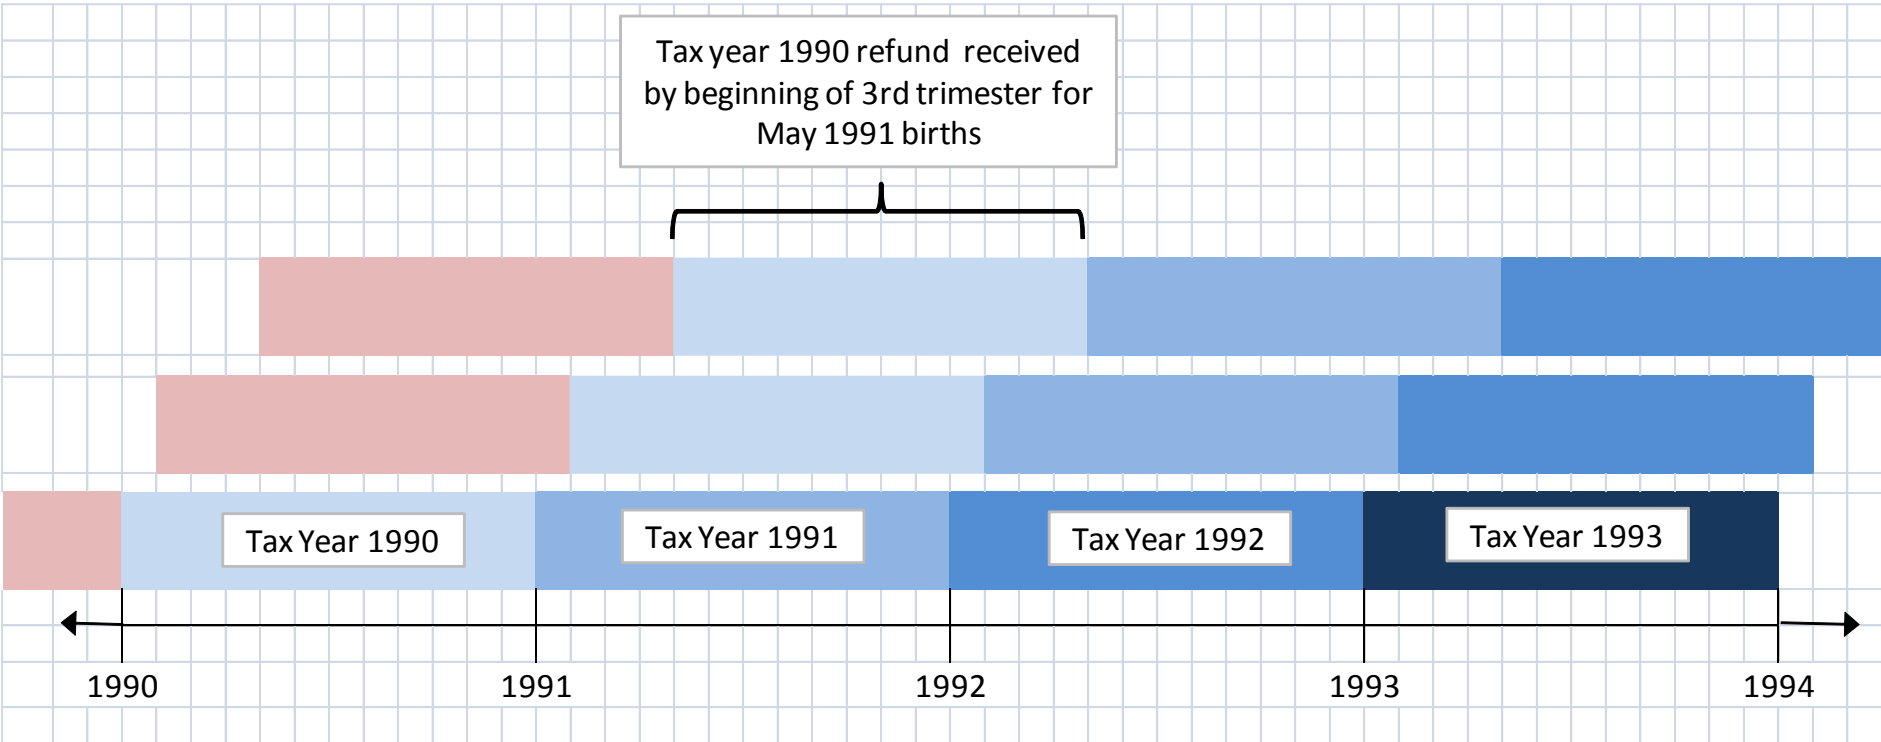 Tax year 1990 refund received
by beginning of 3rd trimester for
May 1991 births
Tax Year 1990
Tax Year 1991
Tax Year 1992
Tax Year 1993
1990
1991
1992
1993
1994